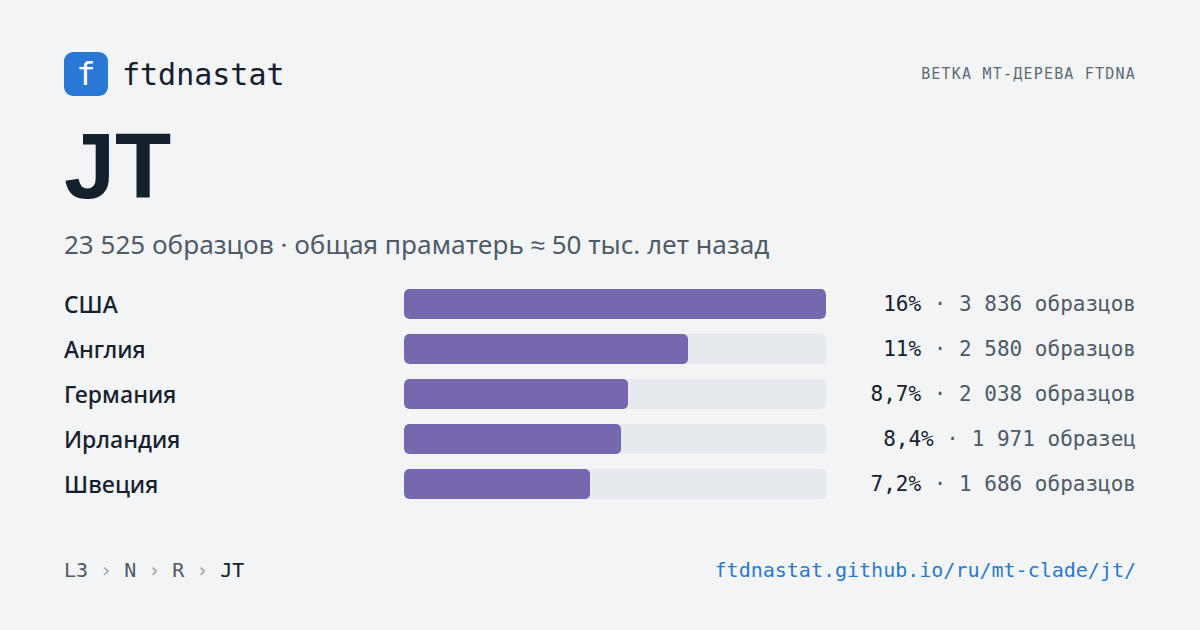 f ftdnastat
ВЕТКА МТ-ДЕРЕВА FTDNA
JT
23 525 образцов · общая праматерь ≈ 50 тыс. лет назад
США 16% · 3 836 образцов
Англия 11% · 2 580 образцов
Германия 8,7% · 2 038 образцов
Ирландия 8,4% · 1 971 образец
Швеция 7,2% · 1 686 образцов
L3 › N › R › JT
ftdnastat.github.io/ru/mt-clade/jt/